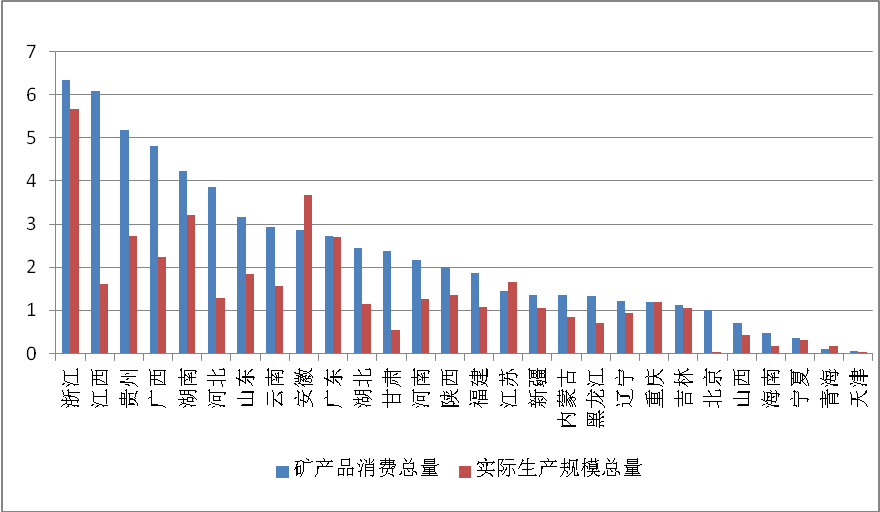 7
6
5
4
3
2
1
0
浙江
江西
贵州
广西
湖南
河北
山东
云南
安徽
广东
湖北
甘肃
河南
陕西
福建
江苏
新疆
内蒙古
黑龙江
辽宁
重庆
吉林
北京
山西
海南
宁夏
青海
天津
矿产品消费总量
实际生产规模总量